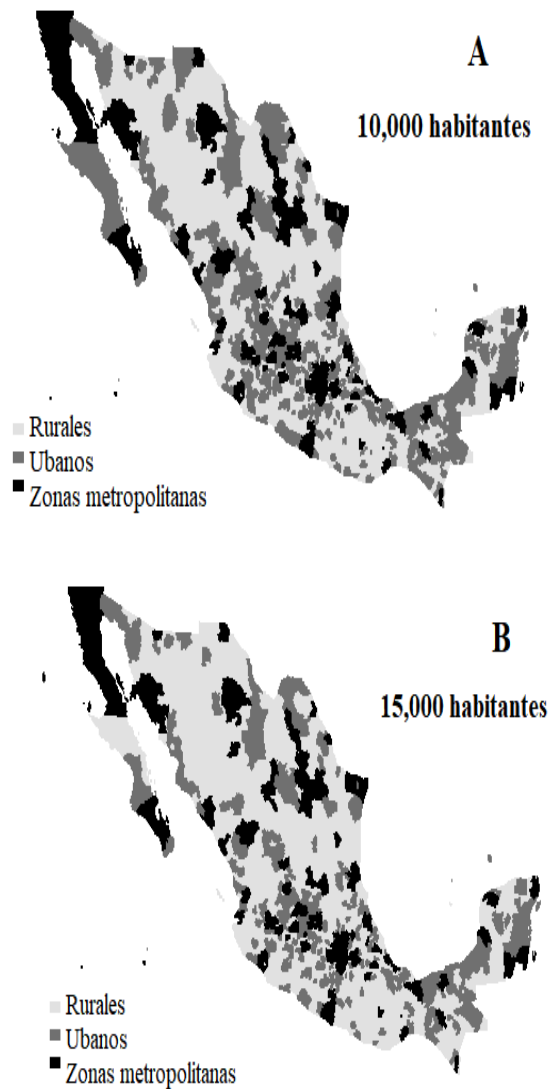 A
10,000 habitantes
Rurales
Ubanos
Zonas metropolitanas
B
15,000 habitantes
Rurales
Ubanos
Zonas metropolitanas